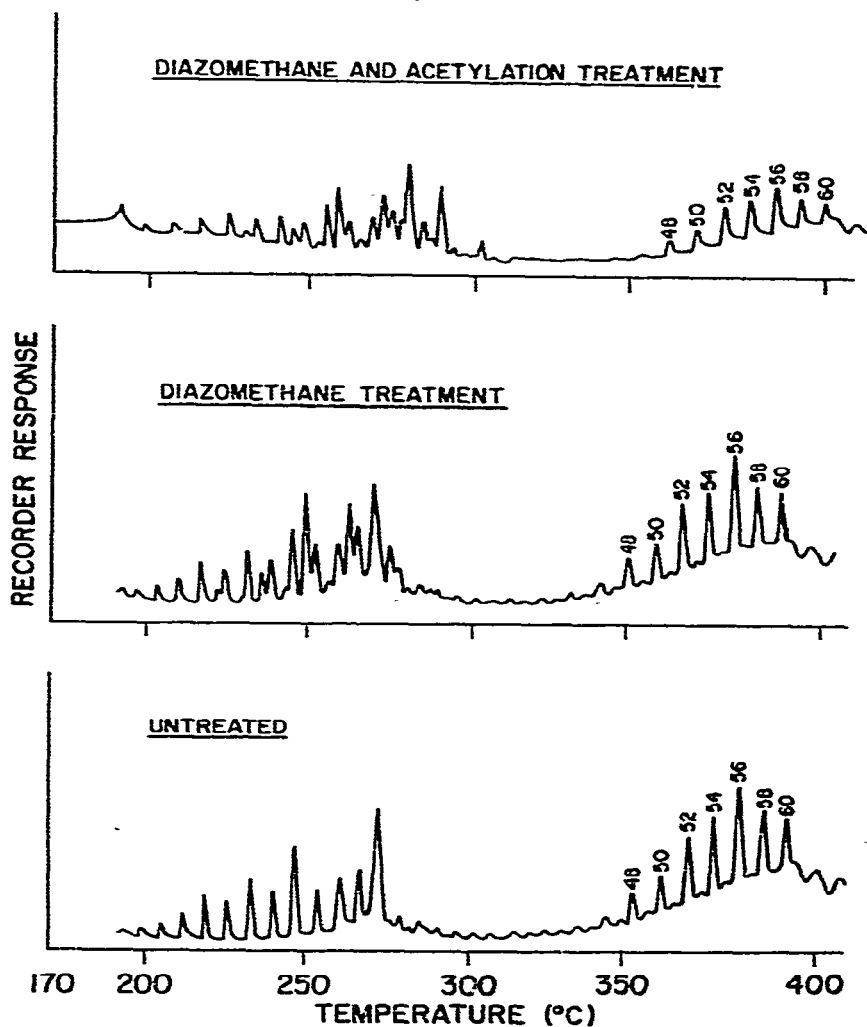 DIAZOMETHANE AND ACETYLATION TREATMENT
48 50 52 54 56 58 60
DIAZOMETHANE TREATMENT
48 50 52 54 56 58 60
RECORDER RESPONSE
UNTREATED
48 50 52 54 56 58 60
170 200 250 300 350 400
TEMPERATURE (°C)